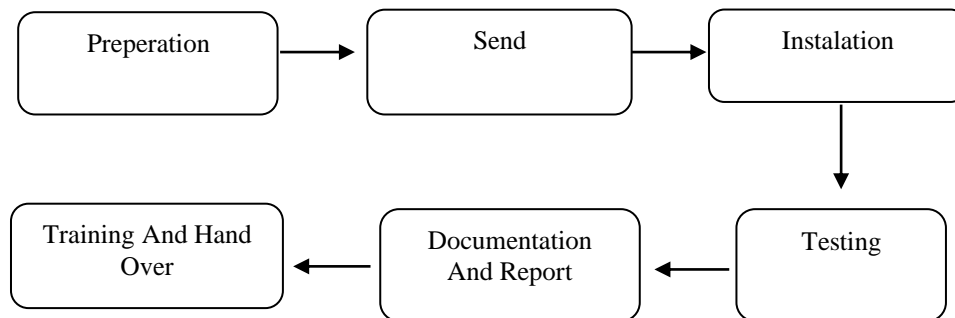 Preperation
Send
Instalation
Testing
Documentation
And Report
Training And Hand
Over